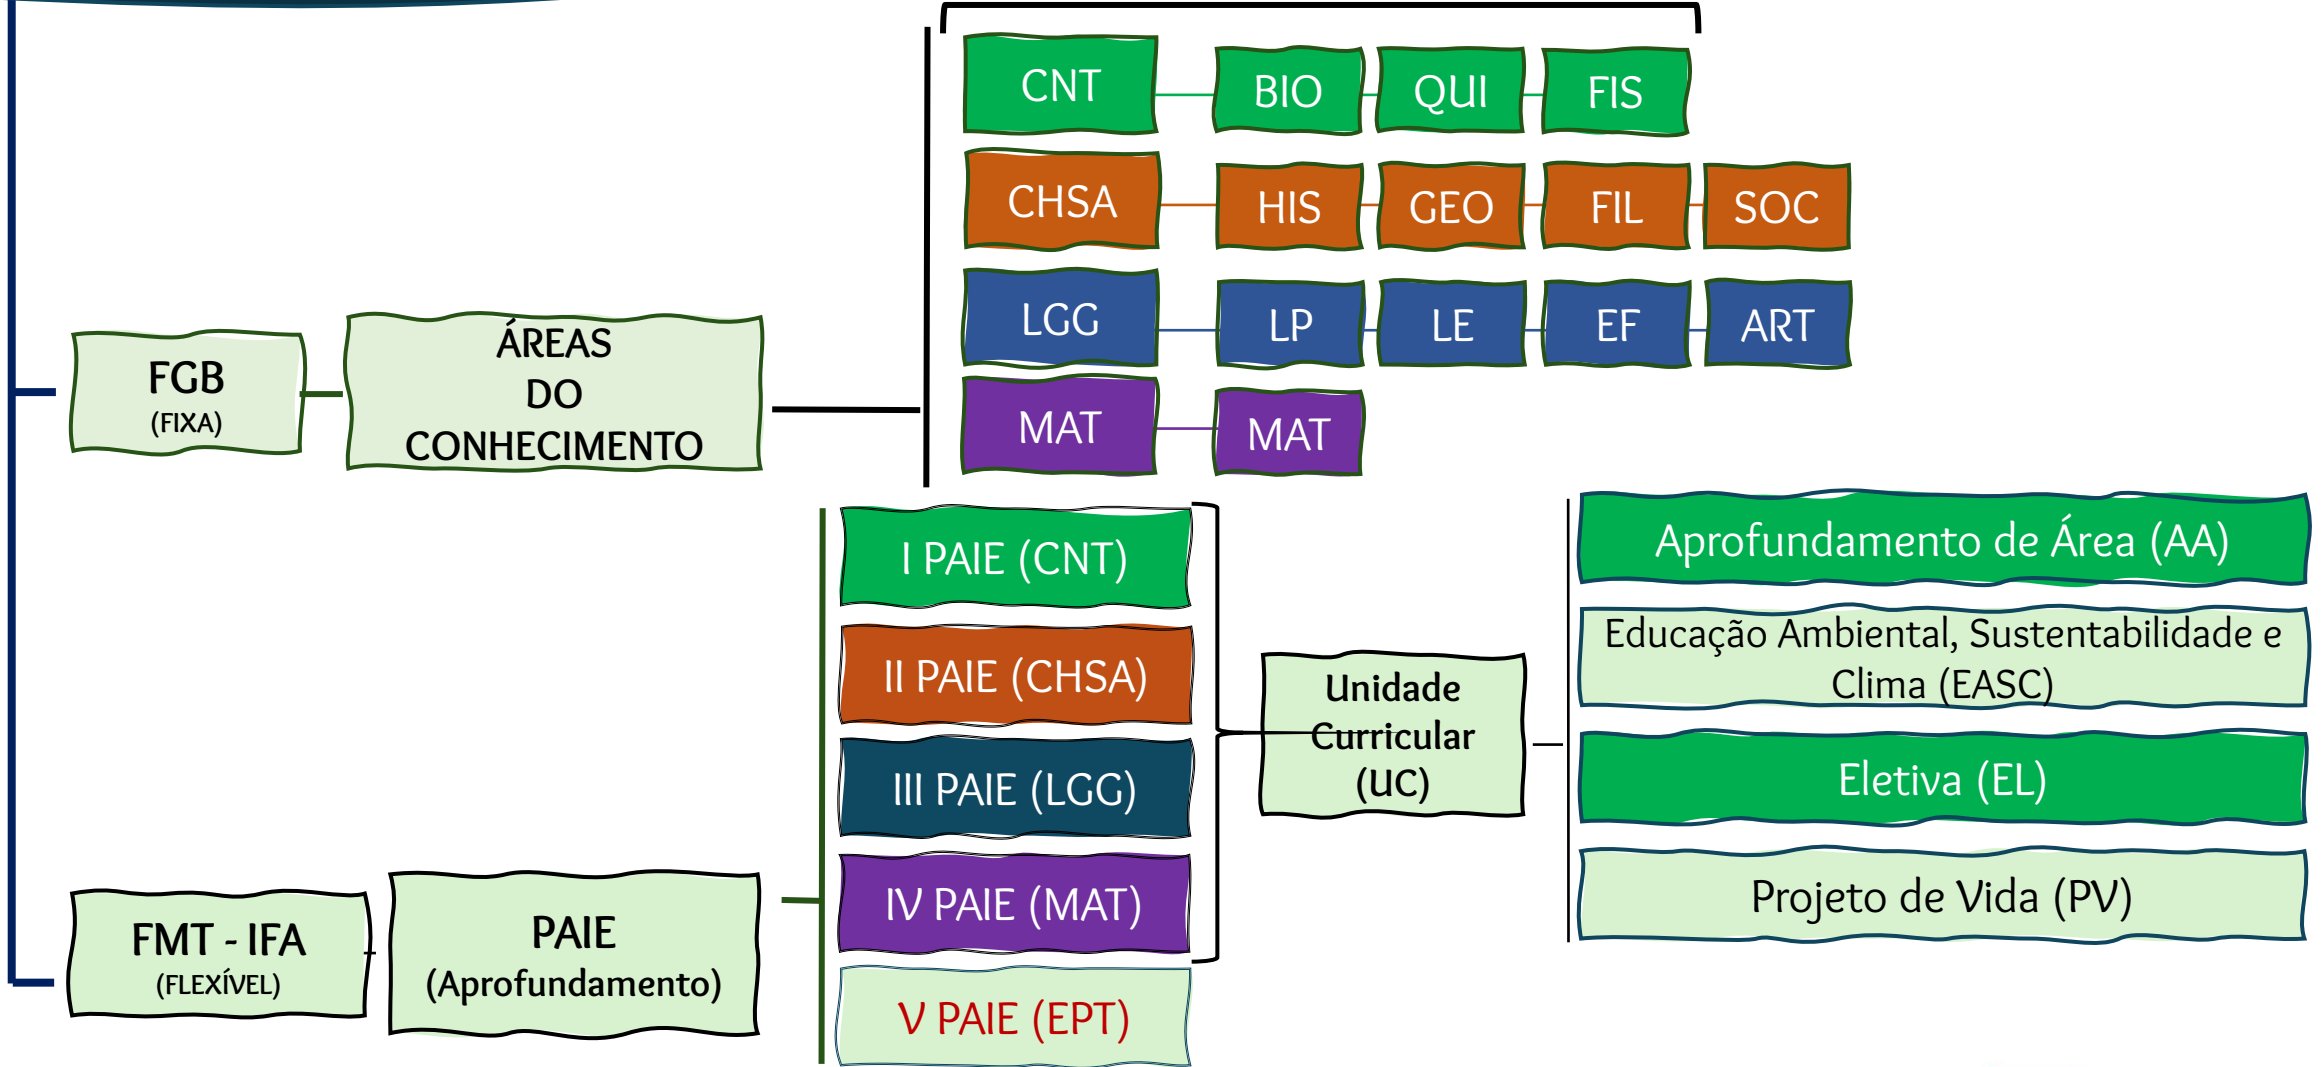 CNT
BIO
QUI
FIS
CHSA
HIS
GEO
FIL
SOC
LGG
LP
LE
EF
ART
MAT
MAT
FGB
(FIXA)
ÁREAS
DO
CONHECIMENTO
FMT - IFA
(FLEXÍVEL)
PAIE
(Aprofundamento)
I PAIE (CNT)
II PAIE (CHSA)
III PAIE (LGG)
IV PAIE (MAT)
V PAIE (EPT)
Unidade
Curricular
(UC)
Aprofundamento de Área (AA)
Educação Ambiental, Sustentabilidade e
Clima (EASC)
Eletiva (EL)
Projeto de Vida (PV)